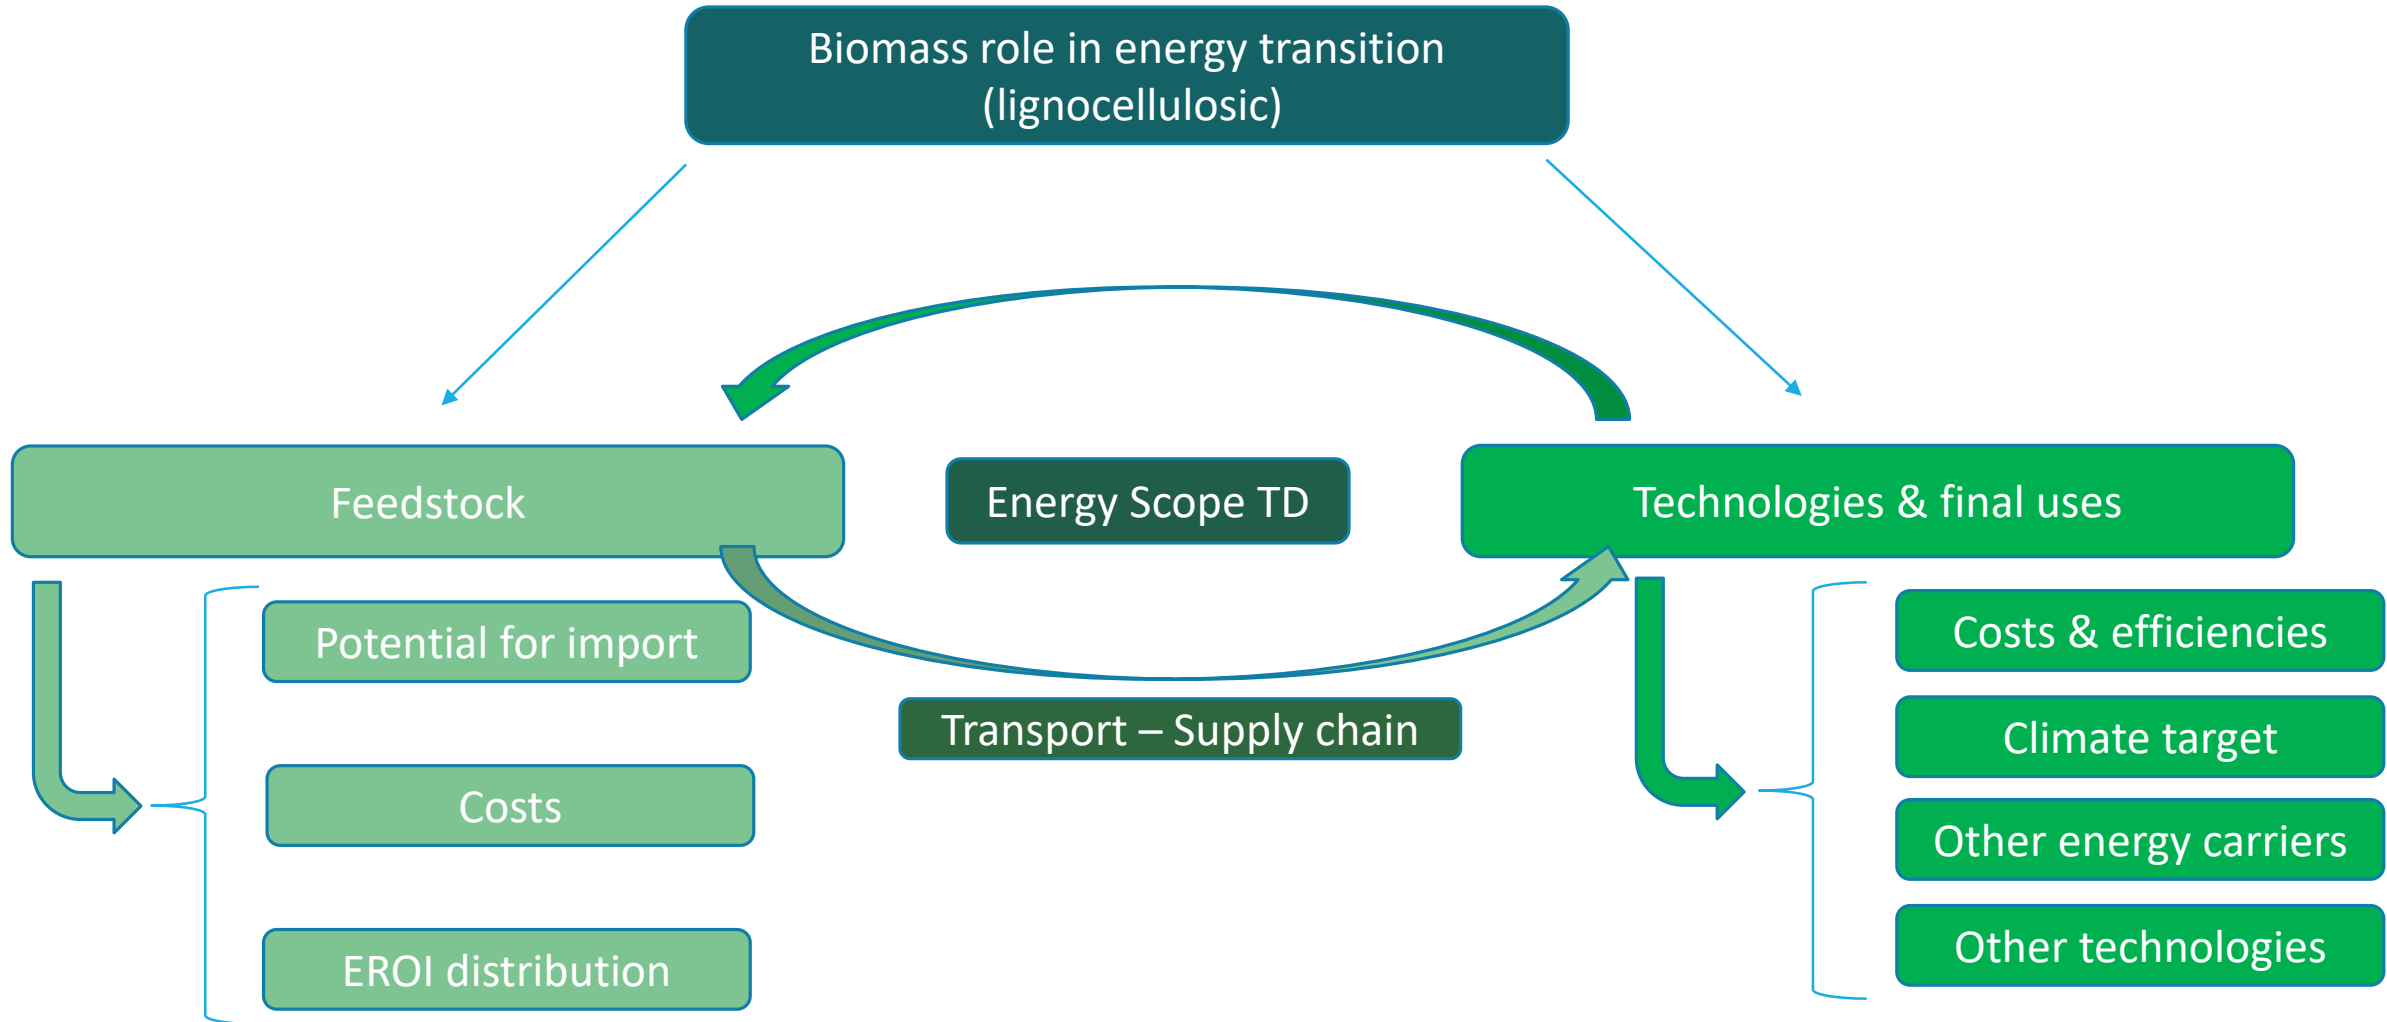 Biomass role in energy transition
(lignocellulosic)
Feedstock
Energy Scope TD
Technologies & final uses
Potential for import
Costs
EROI distribution
Transport – Supply chain
Costs & efficiencies
Climate target
Other energy carriers
Other technologies